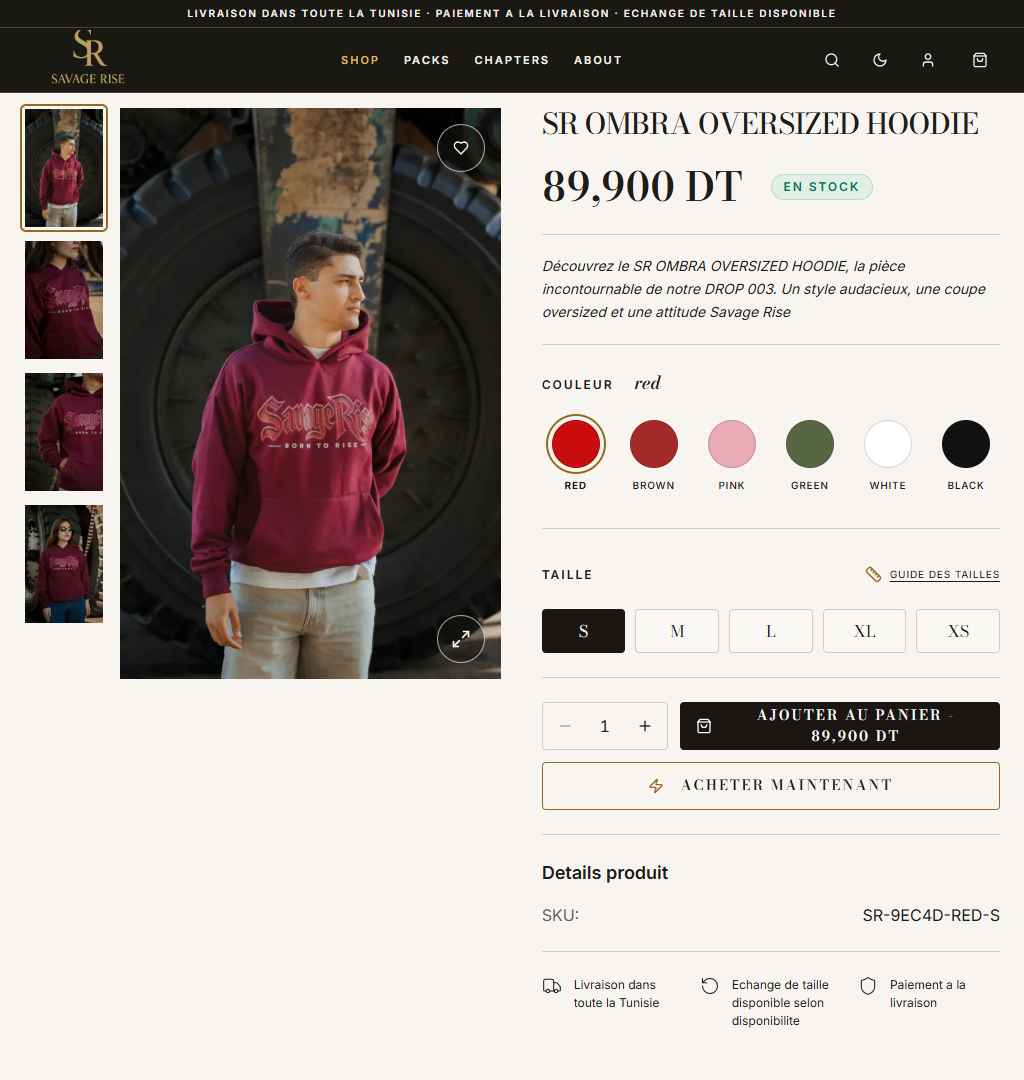 LIVRAISON DANS TOUTE LA TUNISIE · PAIEMENT A LA LIVRAISON · ECHANGE DE TAILLE DISPONIBLE
SR
SAVAGE RISE
SHOP PACKS CHAPTERS ABOUT
SR OMBRA OVERSIZED HOODIE
89,900 DT EN STOCK
Découvrez le SR OMBRA OVERSIZED HOODIE, la pièce
incontournable de notre DROP 003. Un style audacieux, une coupe
oversized et une attitude Savage Rise
Savage Rise
BORN TO RISE
COULEUR red
RED BROWN PINK GREEN WHITE BLACK
TAILLE GUIDE DES TAILLES
S M L XL XS
1
AJOUTER AU PANIER -
89,900 DT
ACHETER MAINTENANT
Details produit
SKU: SR-9EC4D-RED-S
Livraison dans
toute la Tunisie
Echange de taille
disponible selon
disponibilite
Paiement a la
livraison